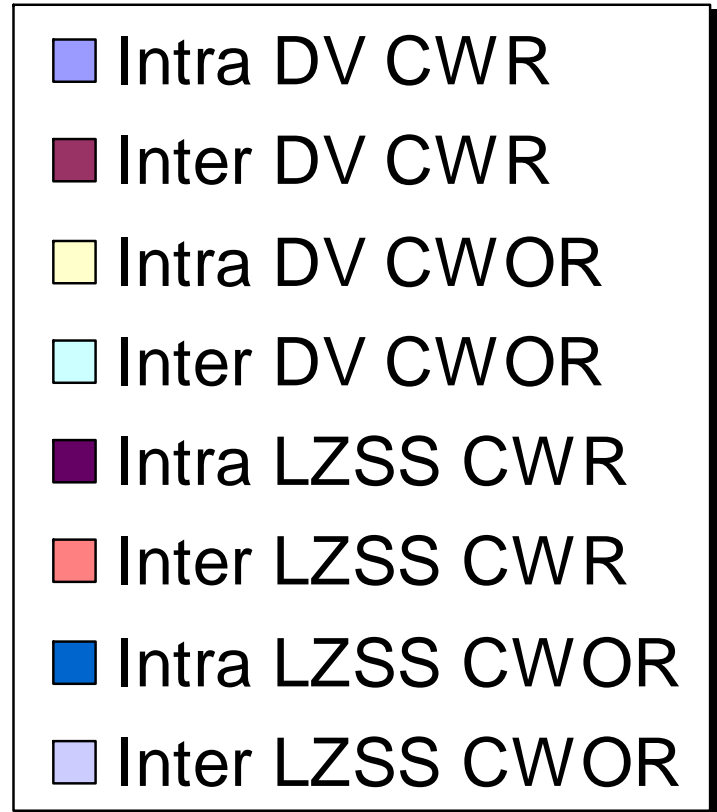 Intra DV CWR
Inter DV CWR
Intra DV CWOR
Inter DV CWOR
Intra LZSS CWR
Inter LZSS CWR
Intra LZSS CWOR
Inter LZSS CWOR